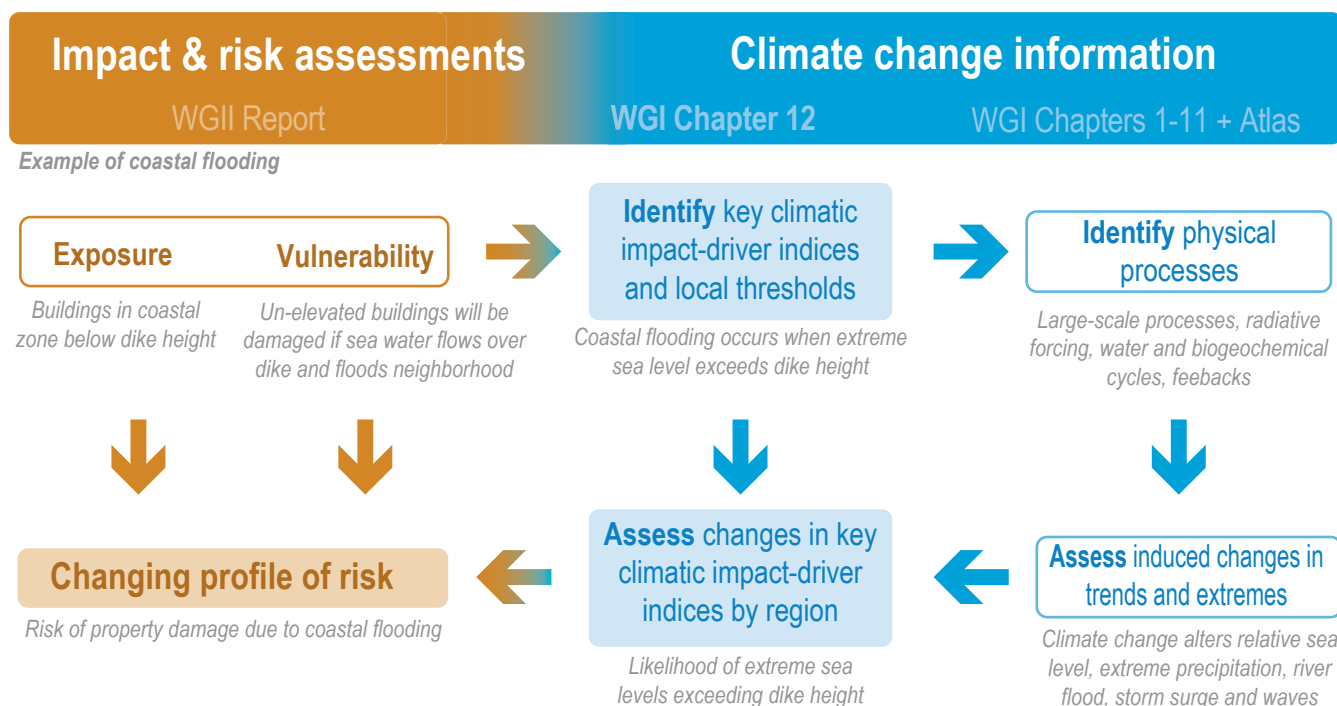 Impact & risk assessments
Climate change information
WGII Report
WGI Chapter 12
WGI Chapters 1-11 + Atlas
Example of coastal flooding
Exposure
Vulnerability
Buildings in coastal
zone below dike height
Un-elevated buildings will be
damaged if sea water flows over
dike and floods neighborhood
Identify key climatic
impact-driver indices
and local thresholds
Coastal flooding occurs when extreme
sea level exceeds dike height
Identify physical
processes
Large-scale processes, radiative
forcing, water and biogeochemical
cycles, feebacks
Changing profile of risk
Risk of property damage due to coastal flooding
Assess changes in key
climatic impact-driver
indices by region
Likelihood of extreme sea
levels exceeding dike height
Assess induced changes in
trends and extremes
Climate change alters relative sea
level, extreme precipitation, river
flood, storm surge and waves